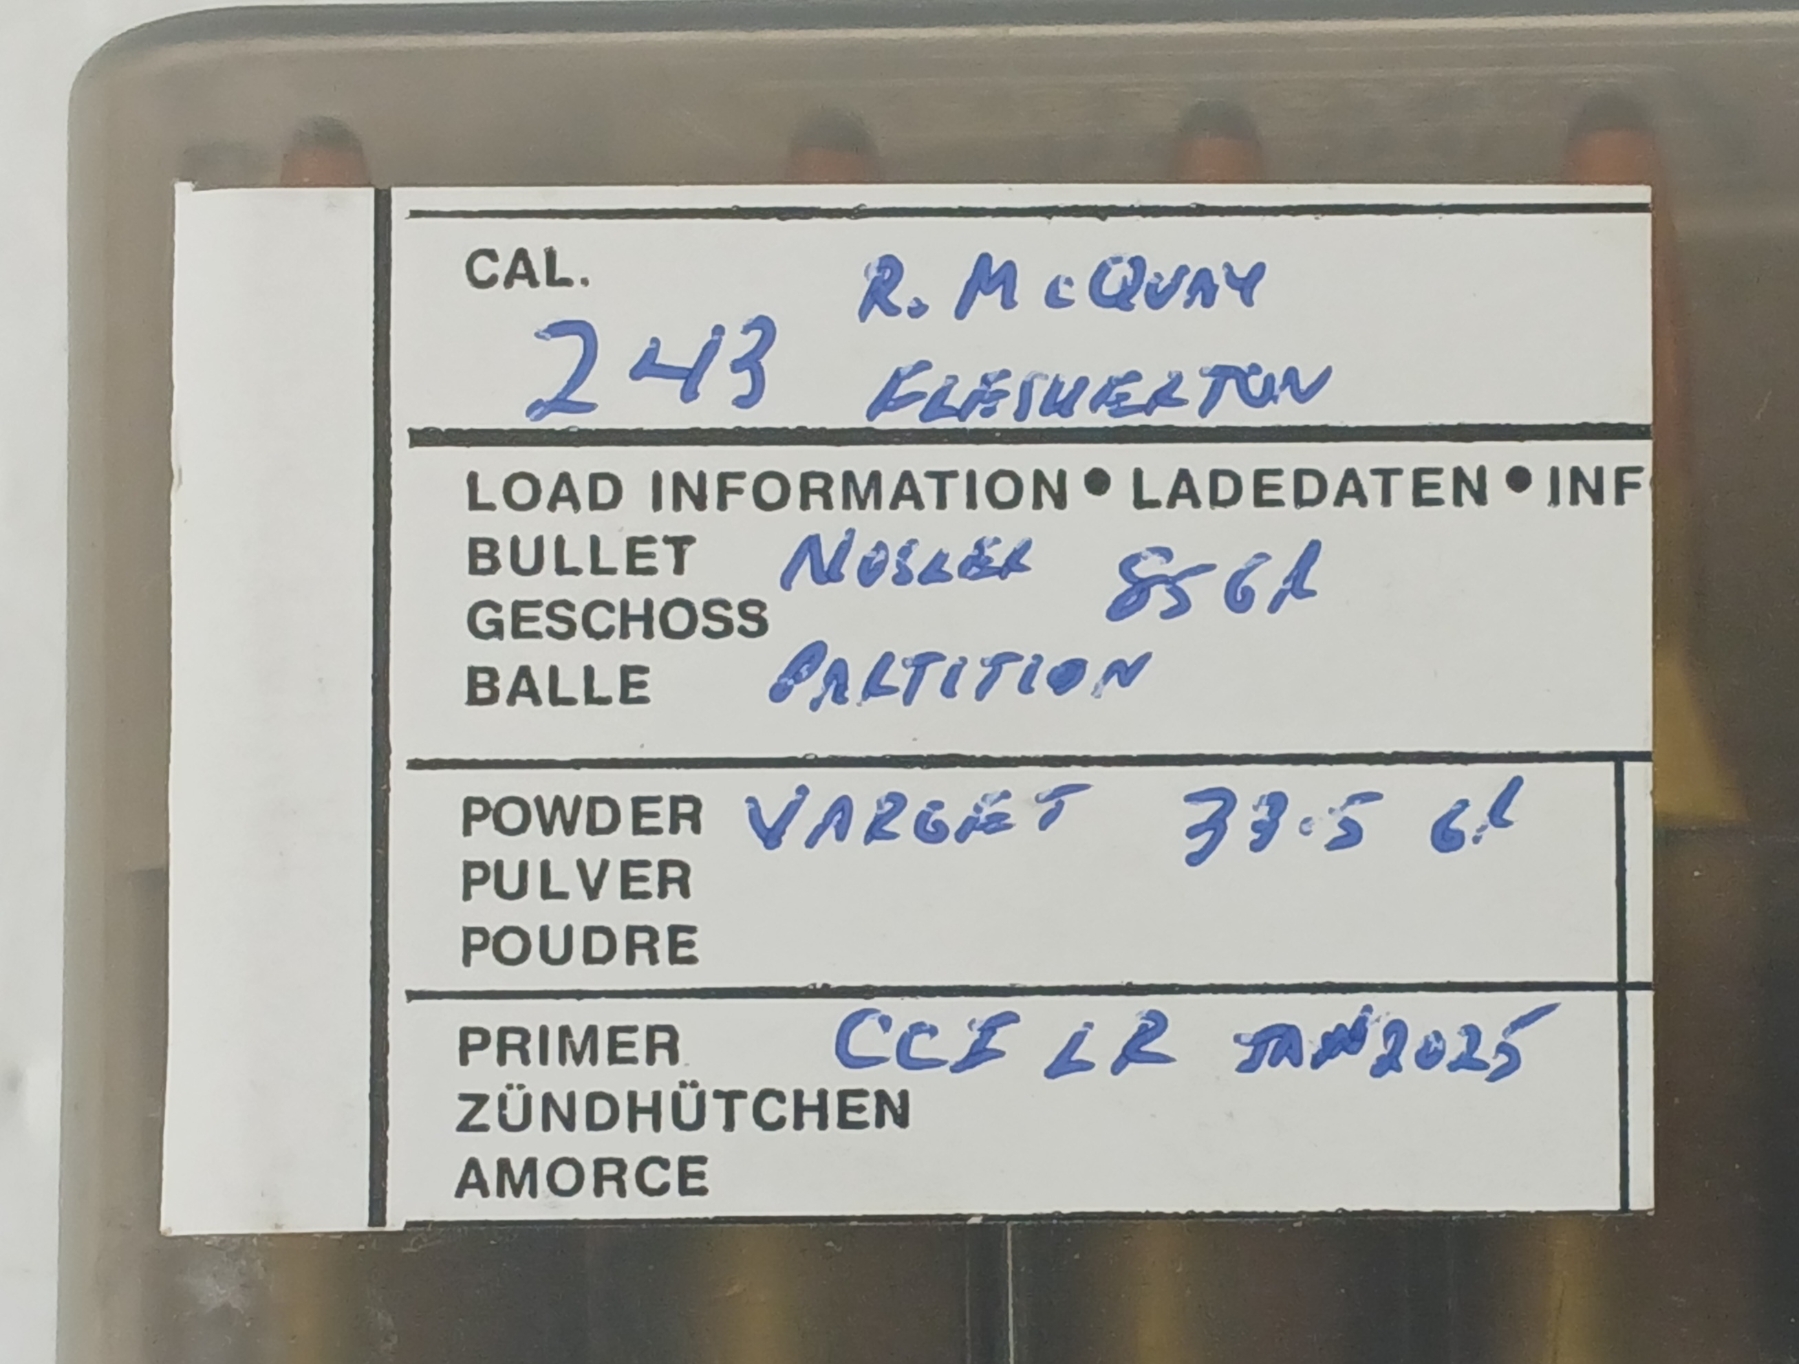 CAL. R. McQUAY
243 FLESHERTON
LOAD INFORMATION • LADEDATEN • INF
BULLET NOSLER 85 GR
GESCHOSS
BALLE PARTITION
POWDER VARGET 33.5 GR
PULVER
POUDRE
PRIMER CCI LR JAN 2025
ZÜNDHÜTCHEN
AMORCE